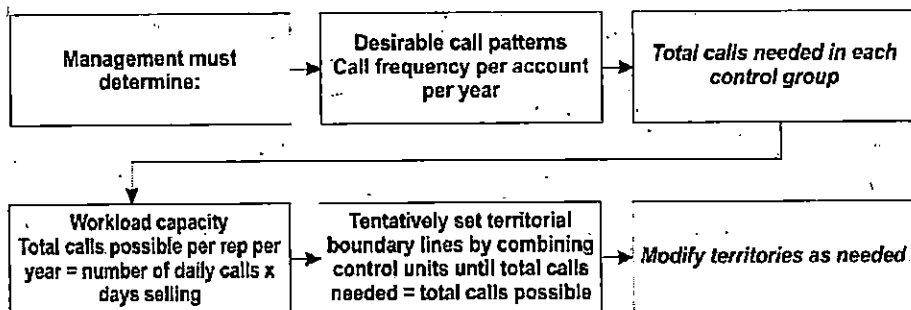 Management must
determine:
Desirable call patterns
Call frequency per account
per year
Total calls needed in each
control group
Workload capacity
Total calls possible per rep per
year = number of daily calls x
days selling
Tentatively set territorial
boundary lines by combining
control units until total calls
needed = total calls possible
Modify territories as needed